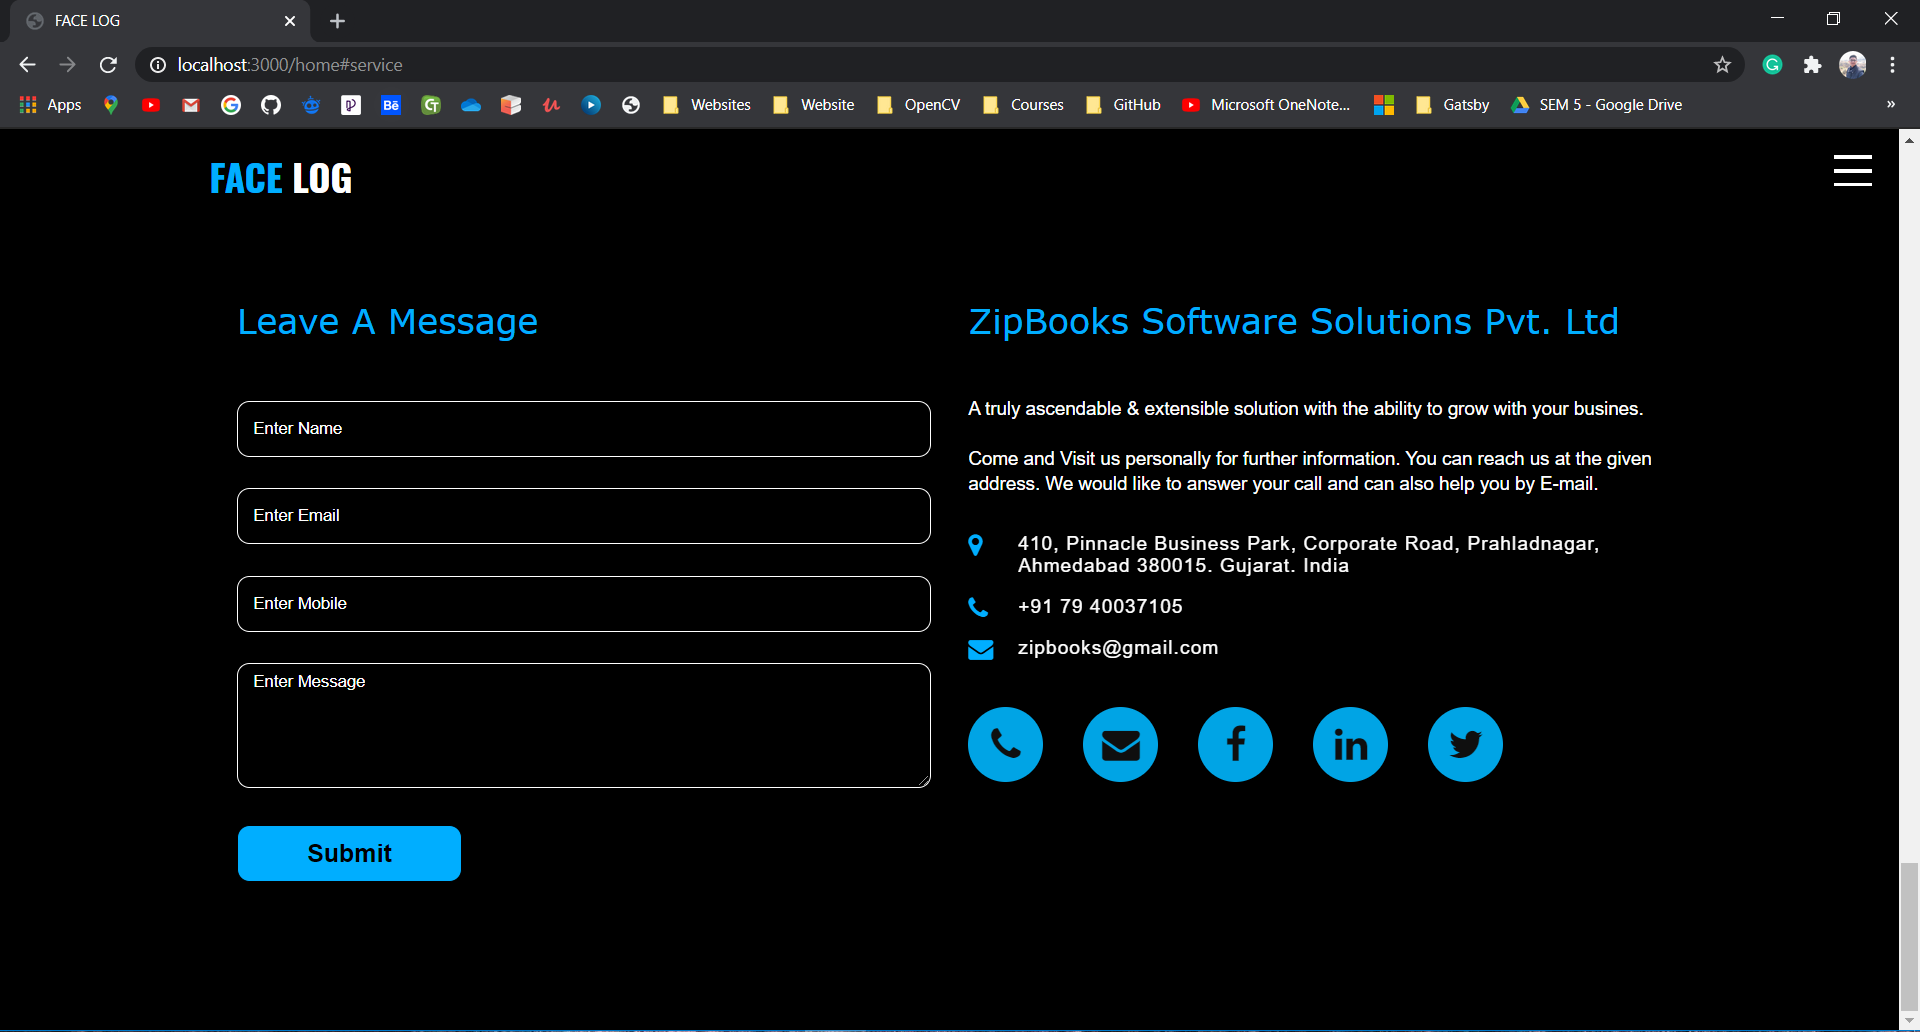 FACE LOG
localhost:3000/home#service
Apps
Bē
Websites
Website
OpenCV
Courses
GitHub
Microsoft OneNote...
Gatsby
SEM 5 - Google Drive
»
FACE LOG
Leave A Message
Enter Name
Enter Email
Enter Mobile
Enter Message
Submit
ZipBooks Software Solutions Pvt. Ltd
A truly ascendable & extensible solution with the ability to grow with your busines.
Come and Visit us personally for further information. You can reach us at the given
address. We would like to answer your call and can also help you by E-mail.
410, Pinnacle Business Park, Corporate Road, Prahladnagar,
Ahmedabad 380015. Gujarat. India
+91 79 40037105
zipbooks@gmail.com